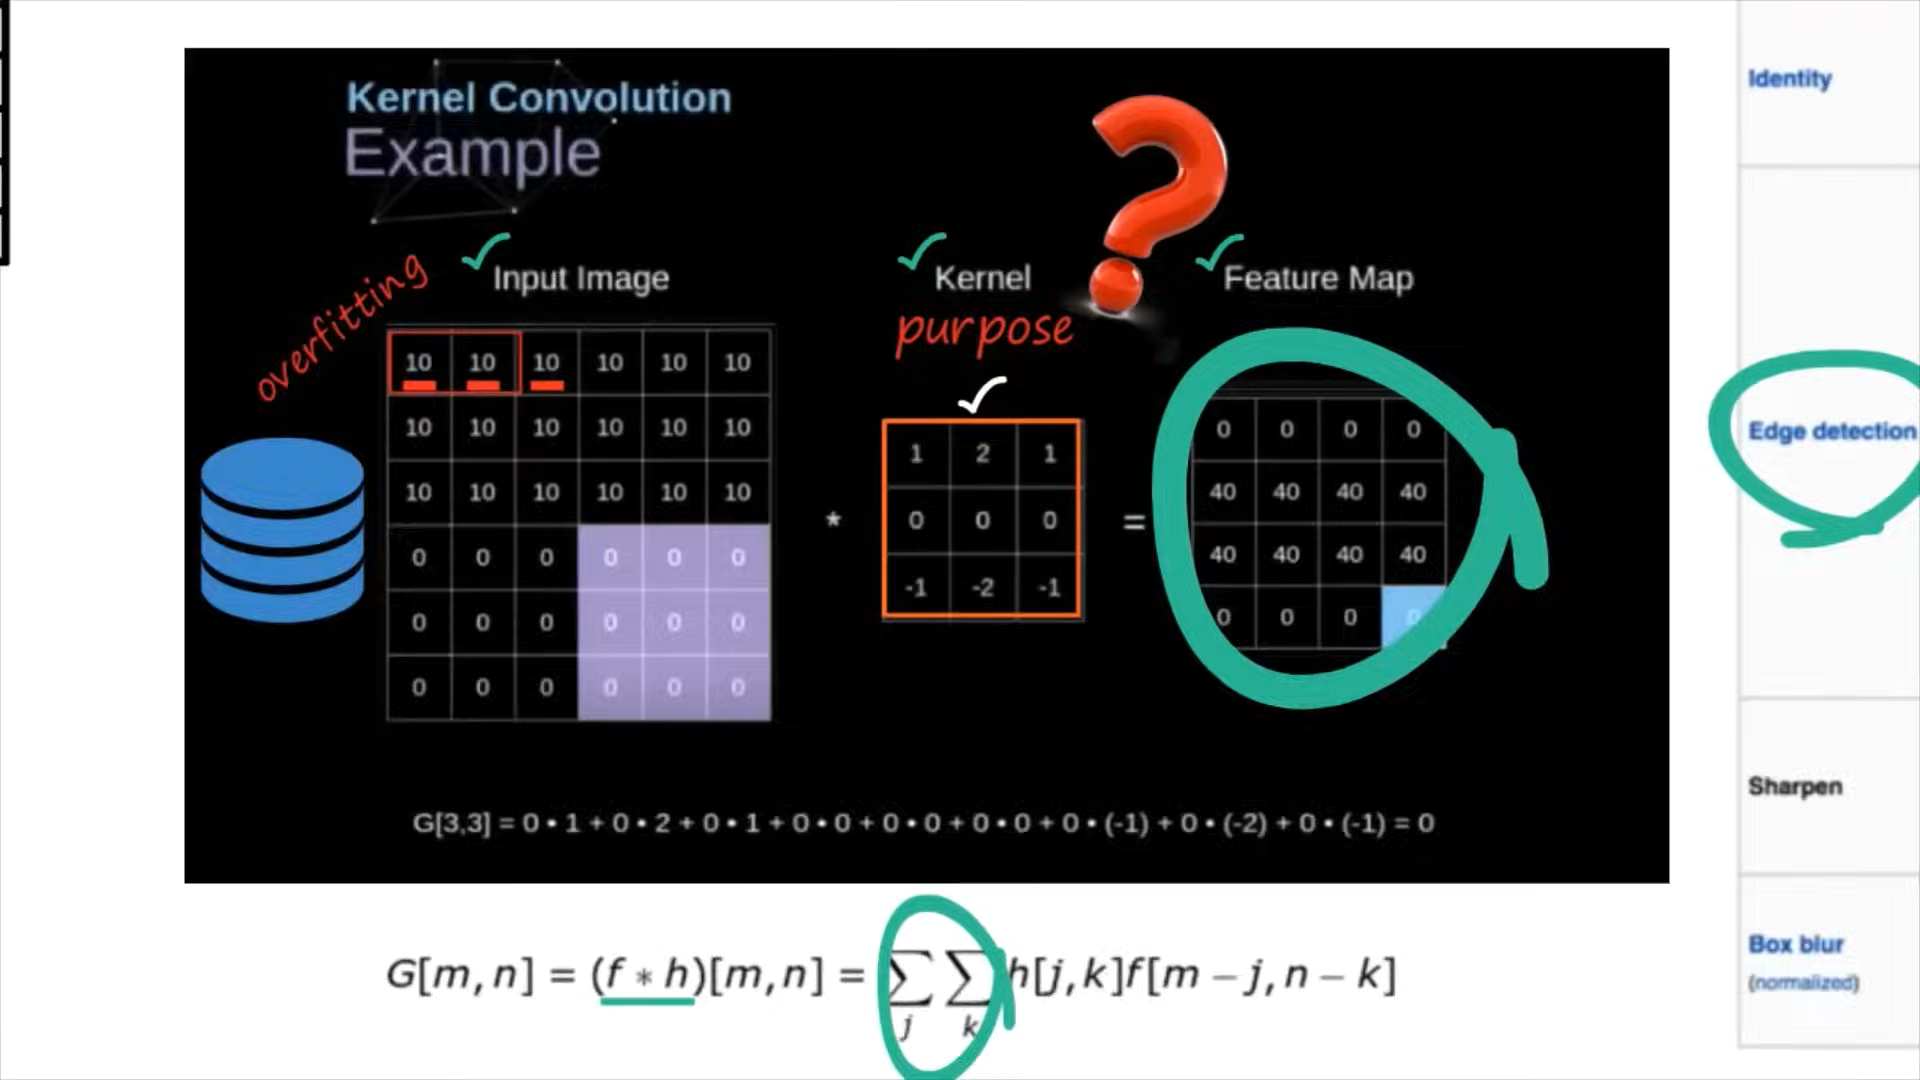 Kernel Convolution
Example
Input Image
Kernel
Feature Map
overfitting
purpose
10 10 10 10 10 10
10 10 10 10 10 10
10 10 10 10 10 10
0 0 0 0 0 0
0 0 0 0 0 0
0 0 0 0 0 0
*
1 2 1
0 0 0
-1 -2 -1
=
0 0 0 0
40 40 40 40
40 40 40 40
0 0 0 0
G[3,3] = 0 • 1 + 0 • 2 + 0 • 1 + 0 • 0 + 0 • 0 + 0 • 0 + 0 • (-1) + 0 • (-2) + 0 • (-1) = 0
G[m, n] = (f * h)[m, n] = ∑ ∑ h[j, k]f[m − j, n − k]
j k
Identity
Edge detection
Sharpen
Box blur
(normalized)